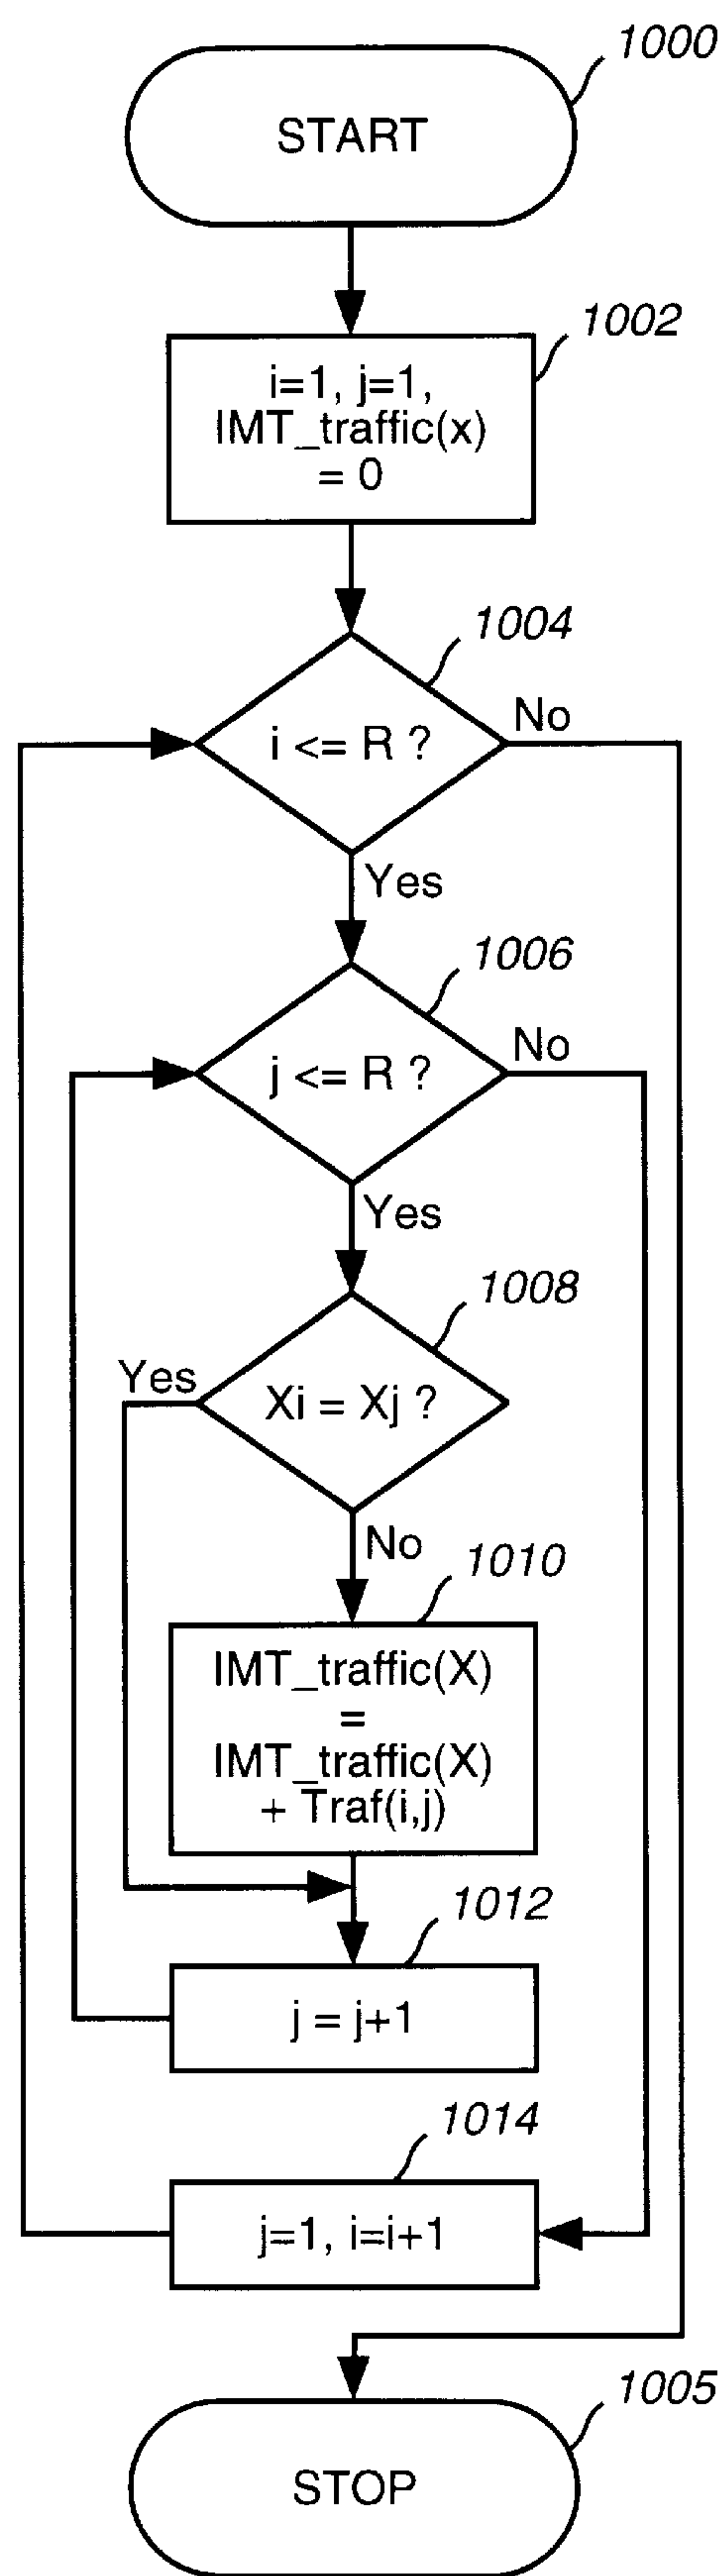 1000
START
1002
i=1, j=1,
IMT_traffic(x)
= 0
1004
i <= R ?
No
Yes
1006
j <= R ?
No
Yes
1008
Yes
Xi = Xj ?
No
1010
IMT_traffic(X)
=
IMT_traffic(X)
+ Traf(i,j)
1012
j = j+1
1014
j=1, i=i+1
1005
STOP